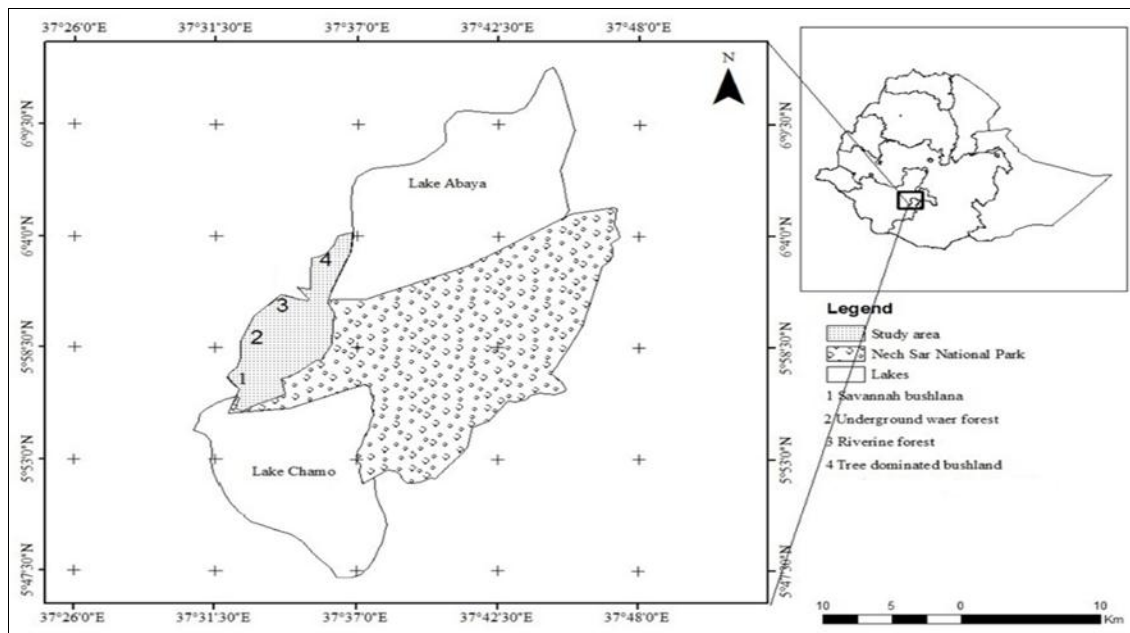 37°26'0"E 37°31'30"E 37°37'0"E 37°42'30"E 37°48'0"E
N
6°9'30"N 6°9'30"N
Lake Abaya
6°4'0"N 6°4'0"N
4
3
2
1
5°58'30"N 5°58'30"N
Lake Chamo
5°53'0"N 5°53'0"N
5°47'30"N 5°47'30"N
37°26'0"E 37°31'30"E 37°37'0"E 37°42'30"E 37°48'0"E
Legend
Study area
Nech Sar National Park
Lakes
1 Savannah bushlana
2 Underground waer forest
3 Riverine forest
4 Tree dominated bushland
10 5 0 10
Km